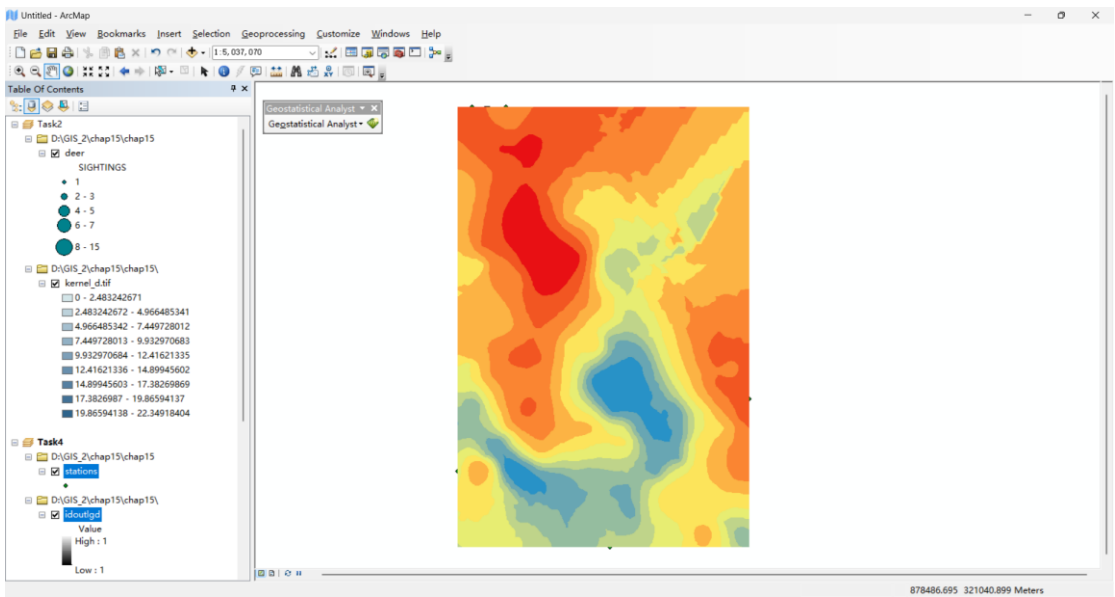 Untitled - ArcMap
File Edit View Bookmarks Insert Selection Geoprocessing Customize Windows Help
1:5,037,070
Table Of Contents
Geostatistical Analyst
Geostatistical Analyst
Task2
D:\GIS_2\chap15\chap15
deer
SIGHTINGS
1
2 - 3
4 - 5
6 - 7
8 - 15
D:\GIS_2\chap15\chap15\
kernel_d.tif
0 - 2.483242671
2.483242672 - 4.966485341
4.966485342 - 7.449728012
7.449728013 - 9.932970683
9.932970684 - 12.41621335
12.41621336 - 14.89945602
14.89945603 - 17.38269869
17.3826987 - 19.86594137
19.86594138 - 22.34918404
Task4
D:\GIS_2\chap15\chap15
stations
D:\GIS_2\chap15\chap15\
idoutlgd
Value
High : 1
Low : 1
878486.695 321040.899 Meters